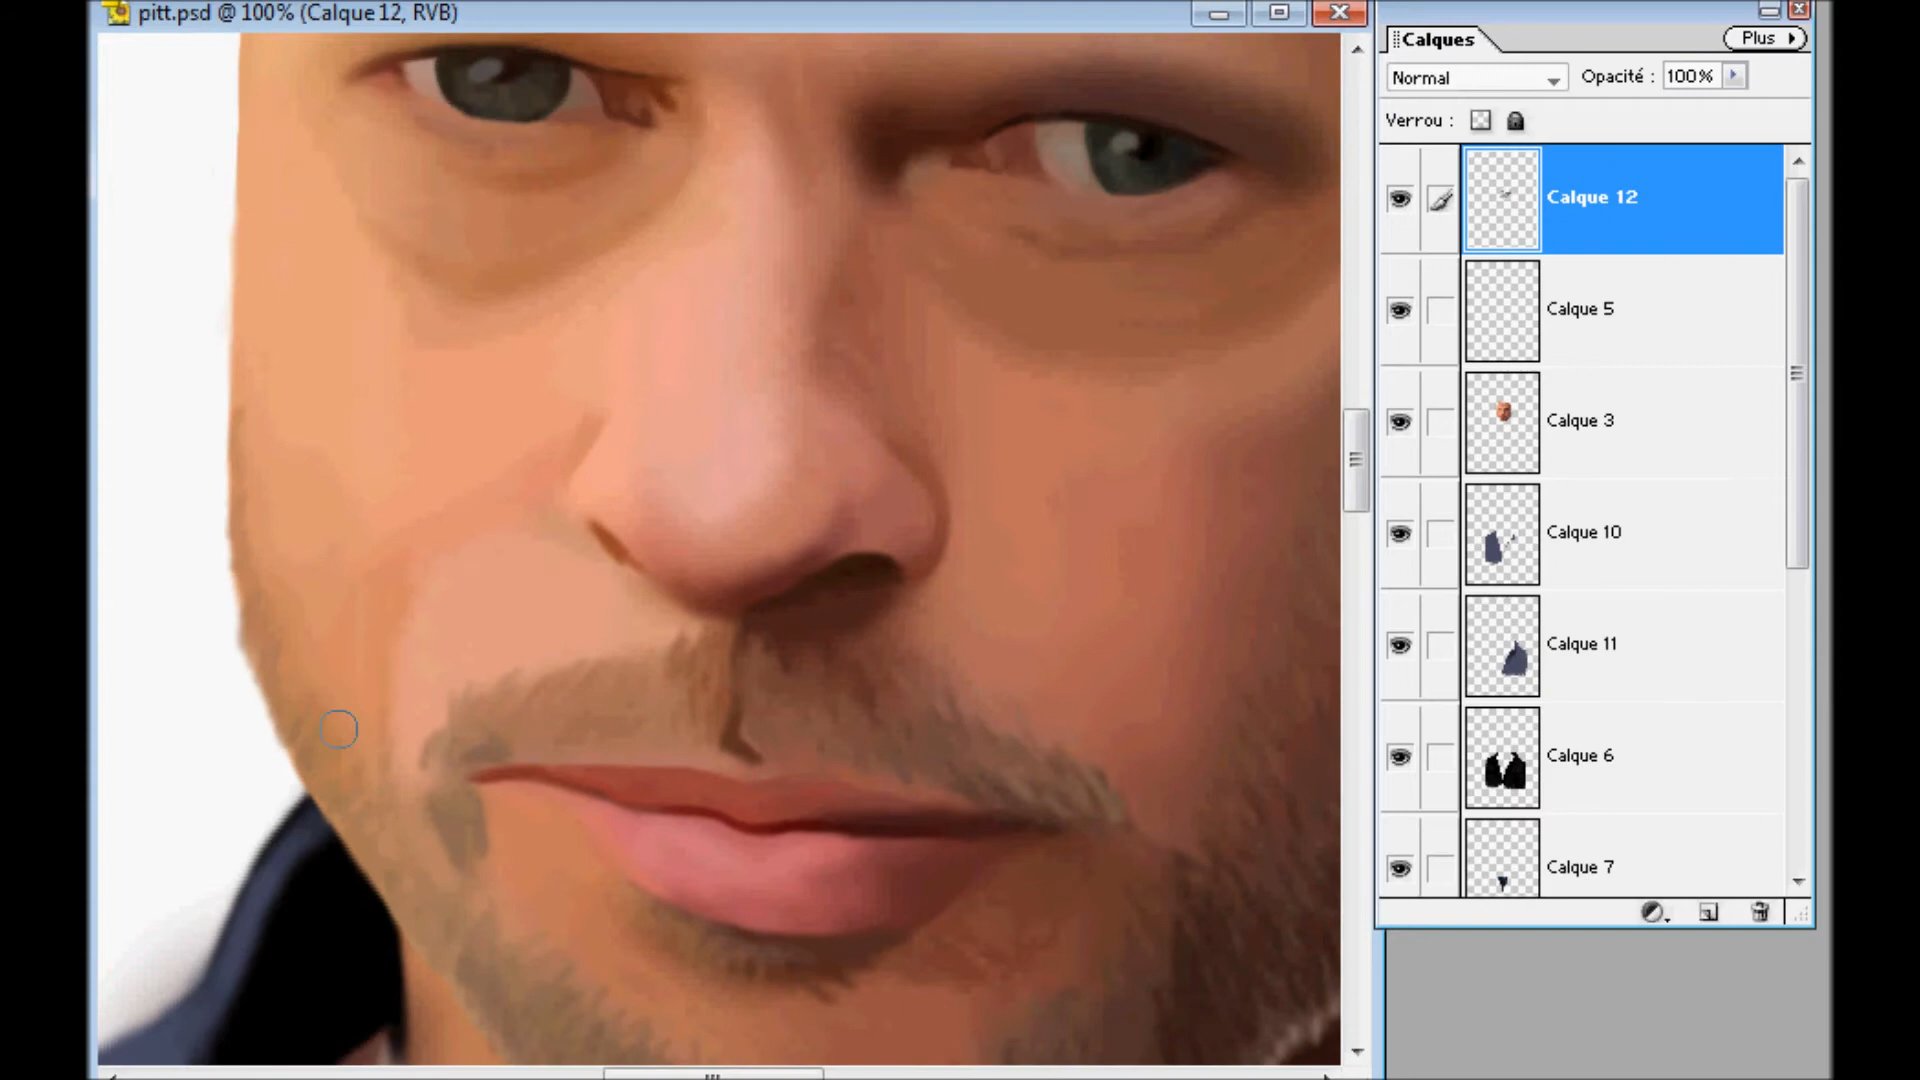 pitt.psd @ 100% (Calque 12, RVB)
Calques
Plus
Normal
Opacité : 100%
Verrou :
Calque 12
Calque 5
Calque 3
Calque 10
Calque 11
Calque 6
Calque 7